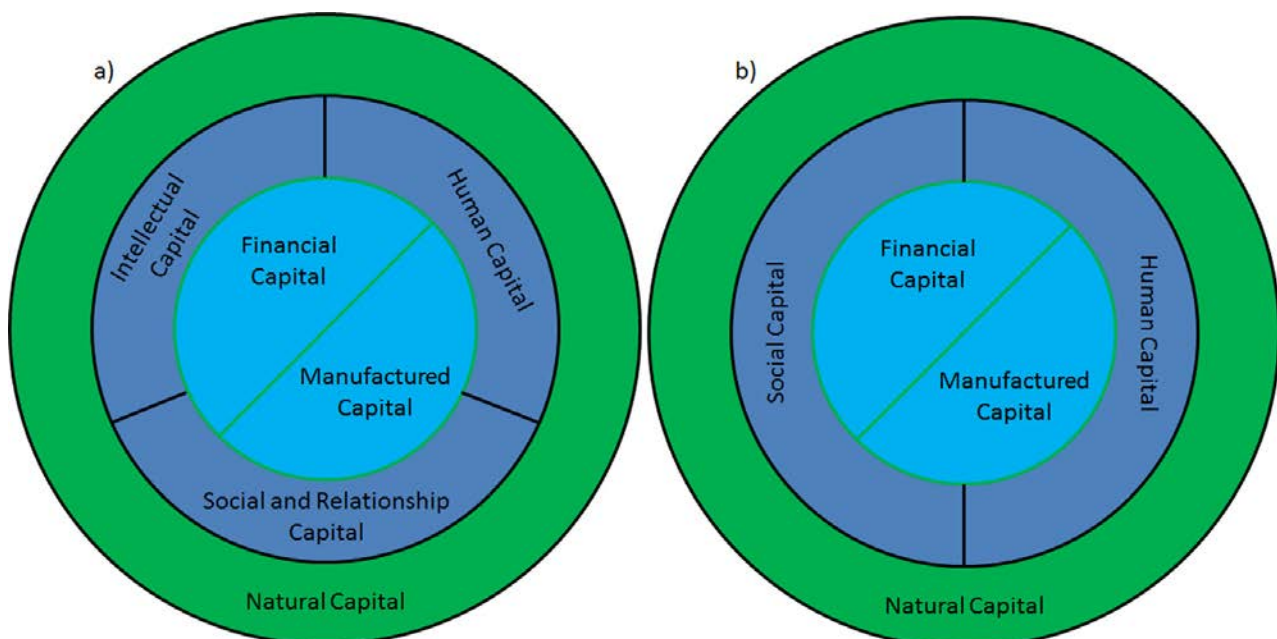 a)
Intellectual
Capital
Human Capital
Financial
Capital
Manufactured
Capital
Social and Relationship
Capital
Natural Capital
b)
Social Capital
Financial
Capital
Manufactured
Capital
Human Capital
Natural Capital